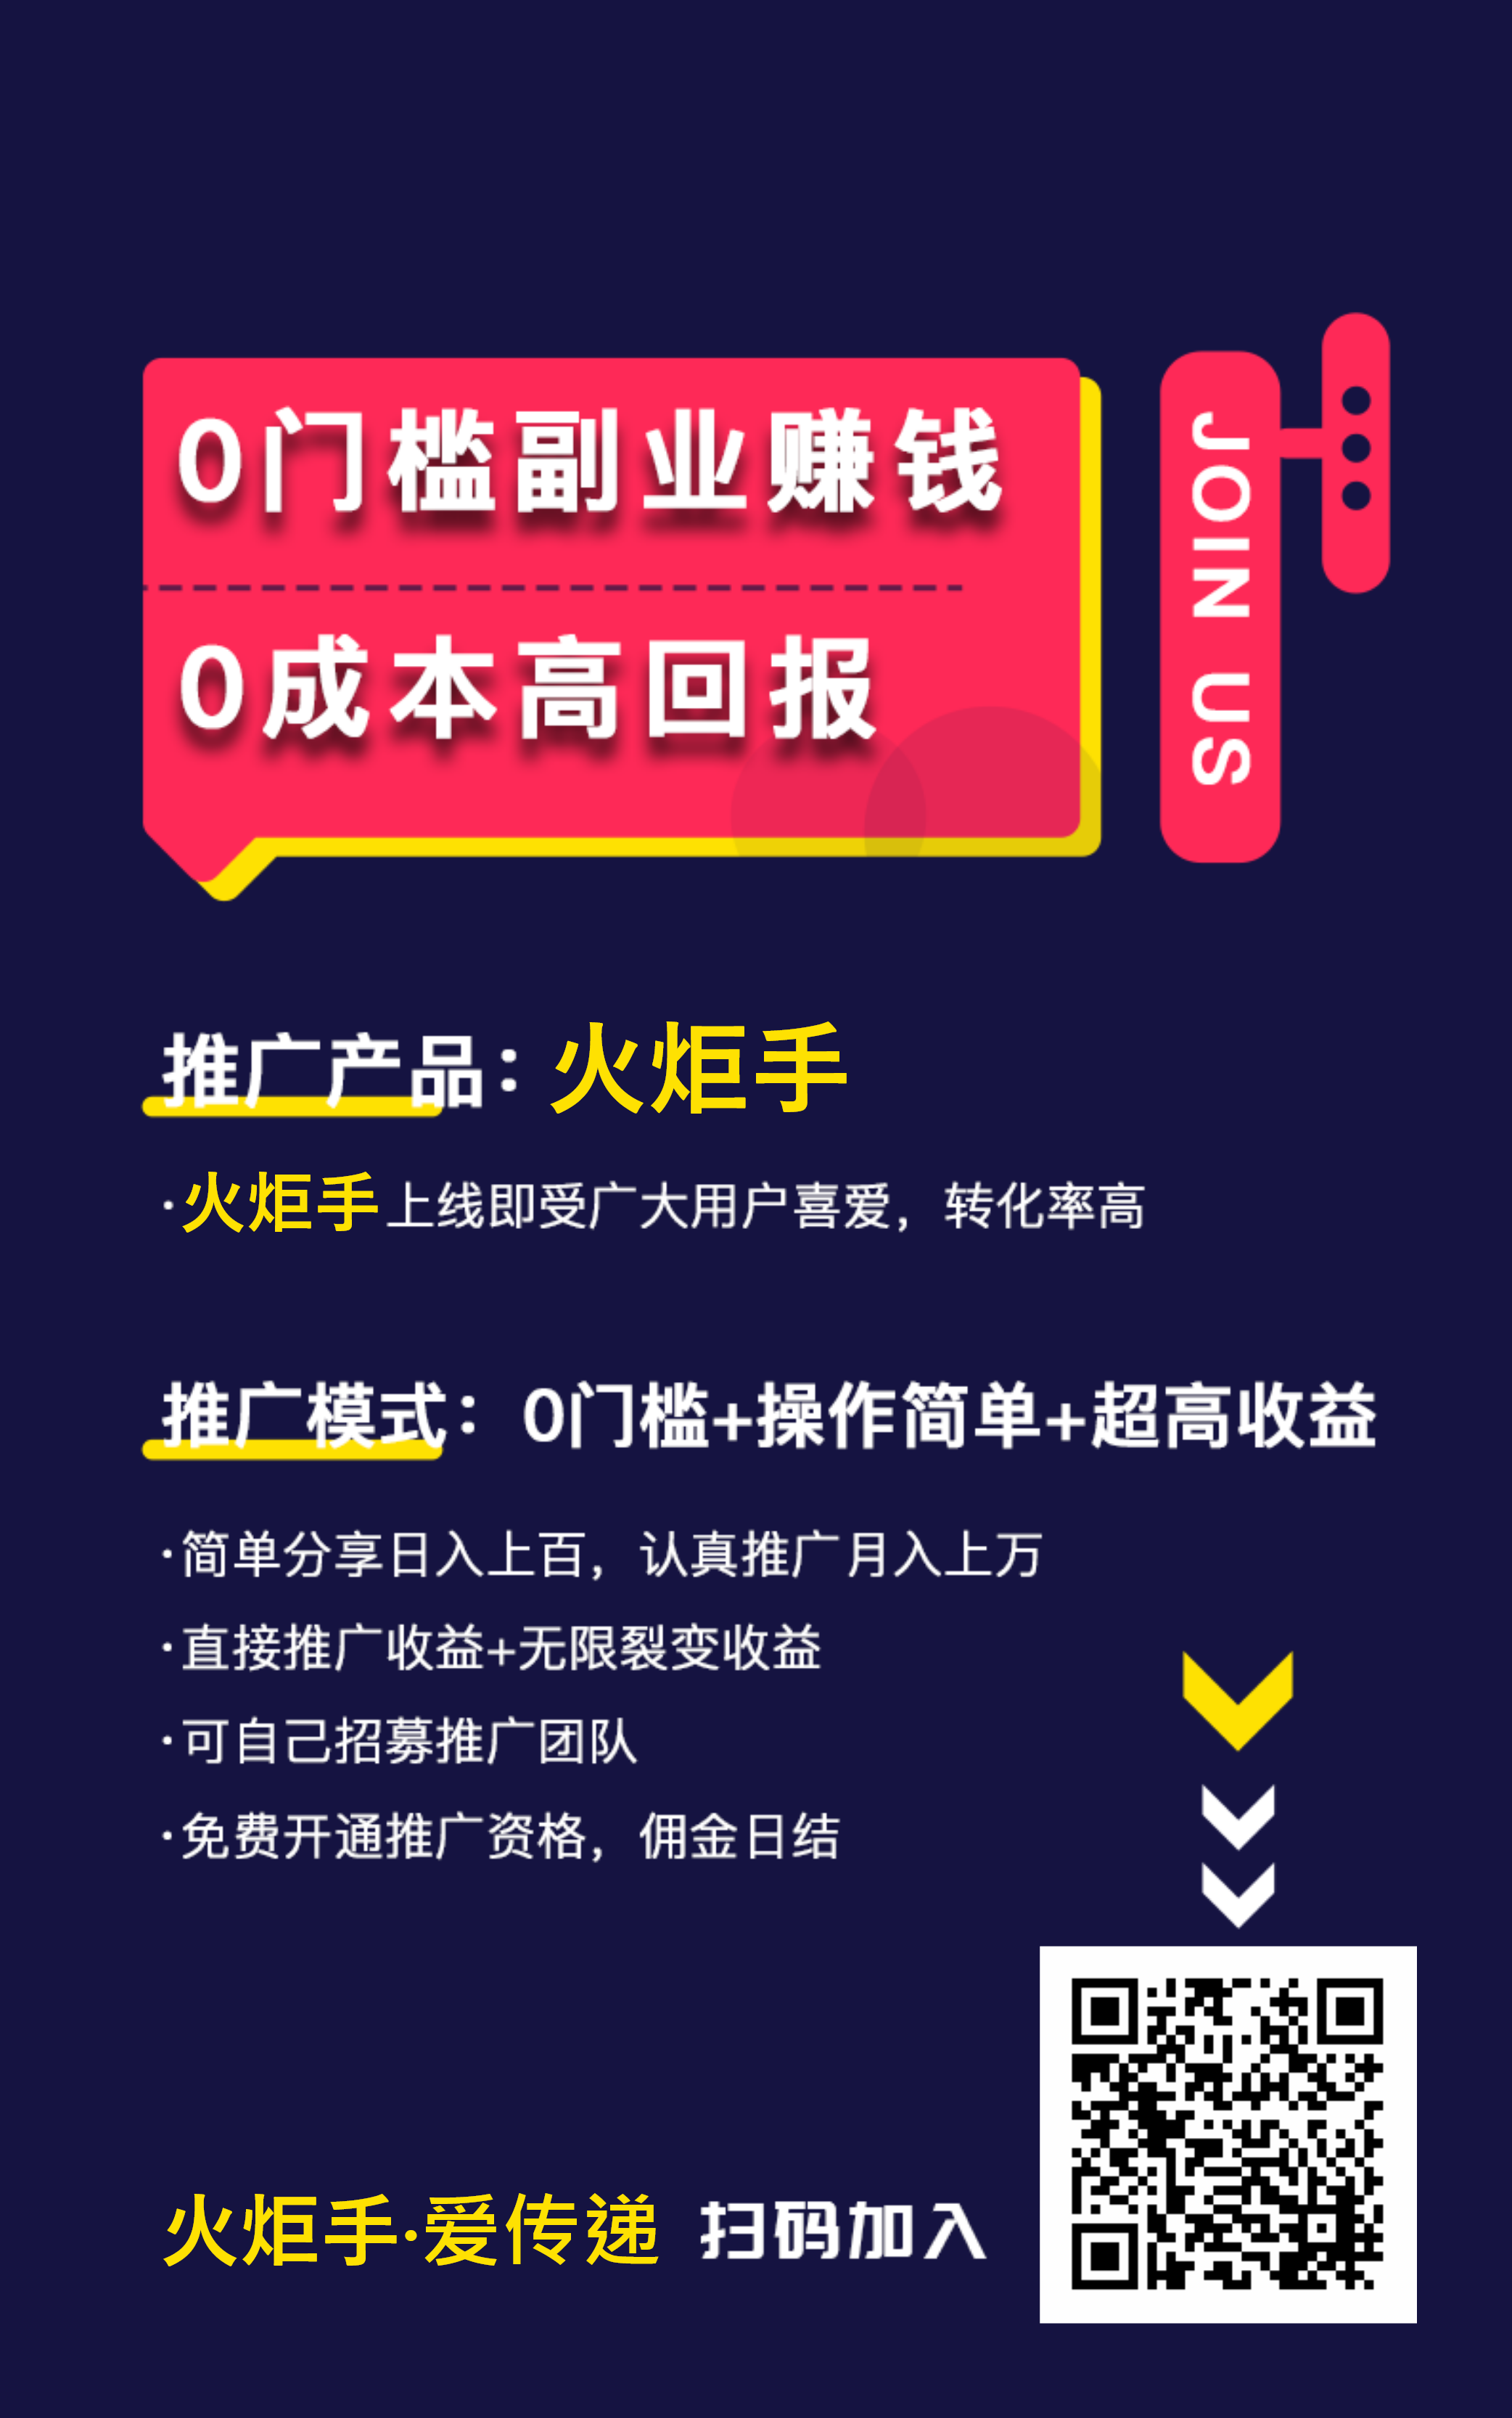 0门槛副业赚钱
0成本高回报
JOIN US
推广产品：火炬手
·火炬手上线即受广大用户喜爱，转化率高
推广模式：0门槛+操作简单+超高收益
·简单分享日入上百，认真推广月入上万
·直接推广收益+无限裂变收益
·可自己招募推广团队
·免费开通推广资格，佣金日结
火炬手·爱传递 扫码加入